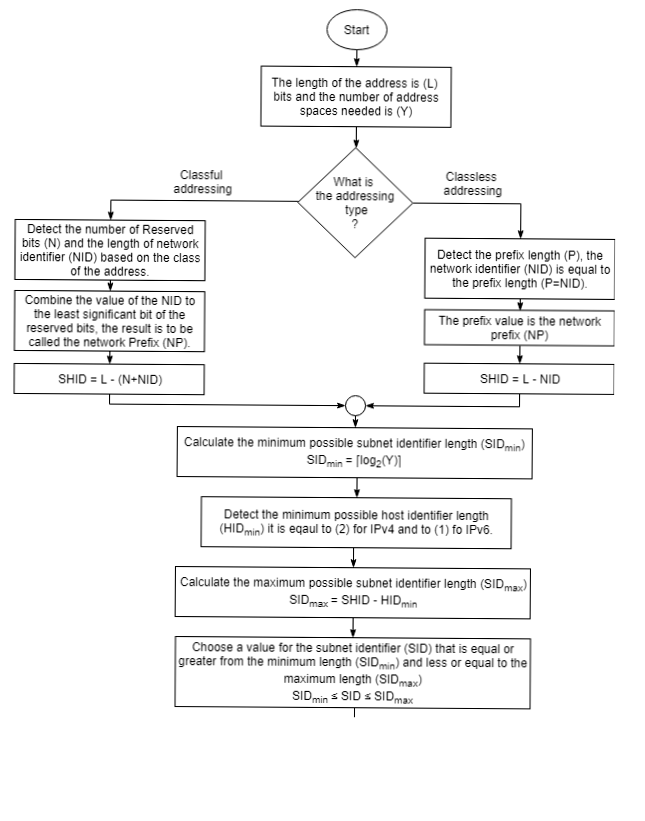 Start
The length of the address is (L)
bits and the number of address
spaces needed is (Y)
What is
the addressing
type
?
Classful
addressing
Classless
addressing
Detect the number of Reserved
bits (N) and the length of network
identifier (NID) based on the class
of the address.
Combine the value of the NID to
the least significant bit of the
reserved bits, the result is to be
called the network Prefix (NP).
SHID = L - (N+NID)
Detect the prefix length (P), the
network identifier (NID) is equal to
the prefix length (P=NID).
The prefix value is the network
prefix (NP)
SHID = L - NID
Calculate the minimum possible subnet identifier length (SIDmin)
SIDmin = ⌈log2(Y)⌉
Detect the minimum possible host identifier length
(HIDmin) it is eqaul to (2) for IPv4 and to (1) fo IPv6.
Calculate the maximum possible subnet identifier length (SIDmax)
SIDmax = SHID - HIDmin
Choose a value for the subnet identifier (SID) that is equal or
greater from the minimum length (SIDmin) and less or equal to the
maximum length (SIDmax)
SIDmin ≤ SID ≤ SIDmax